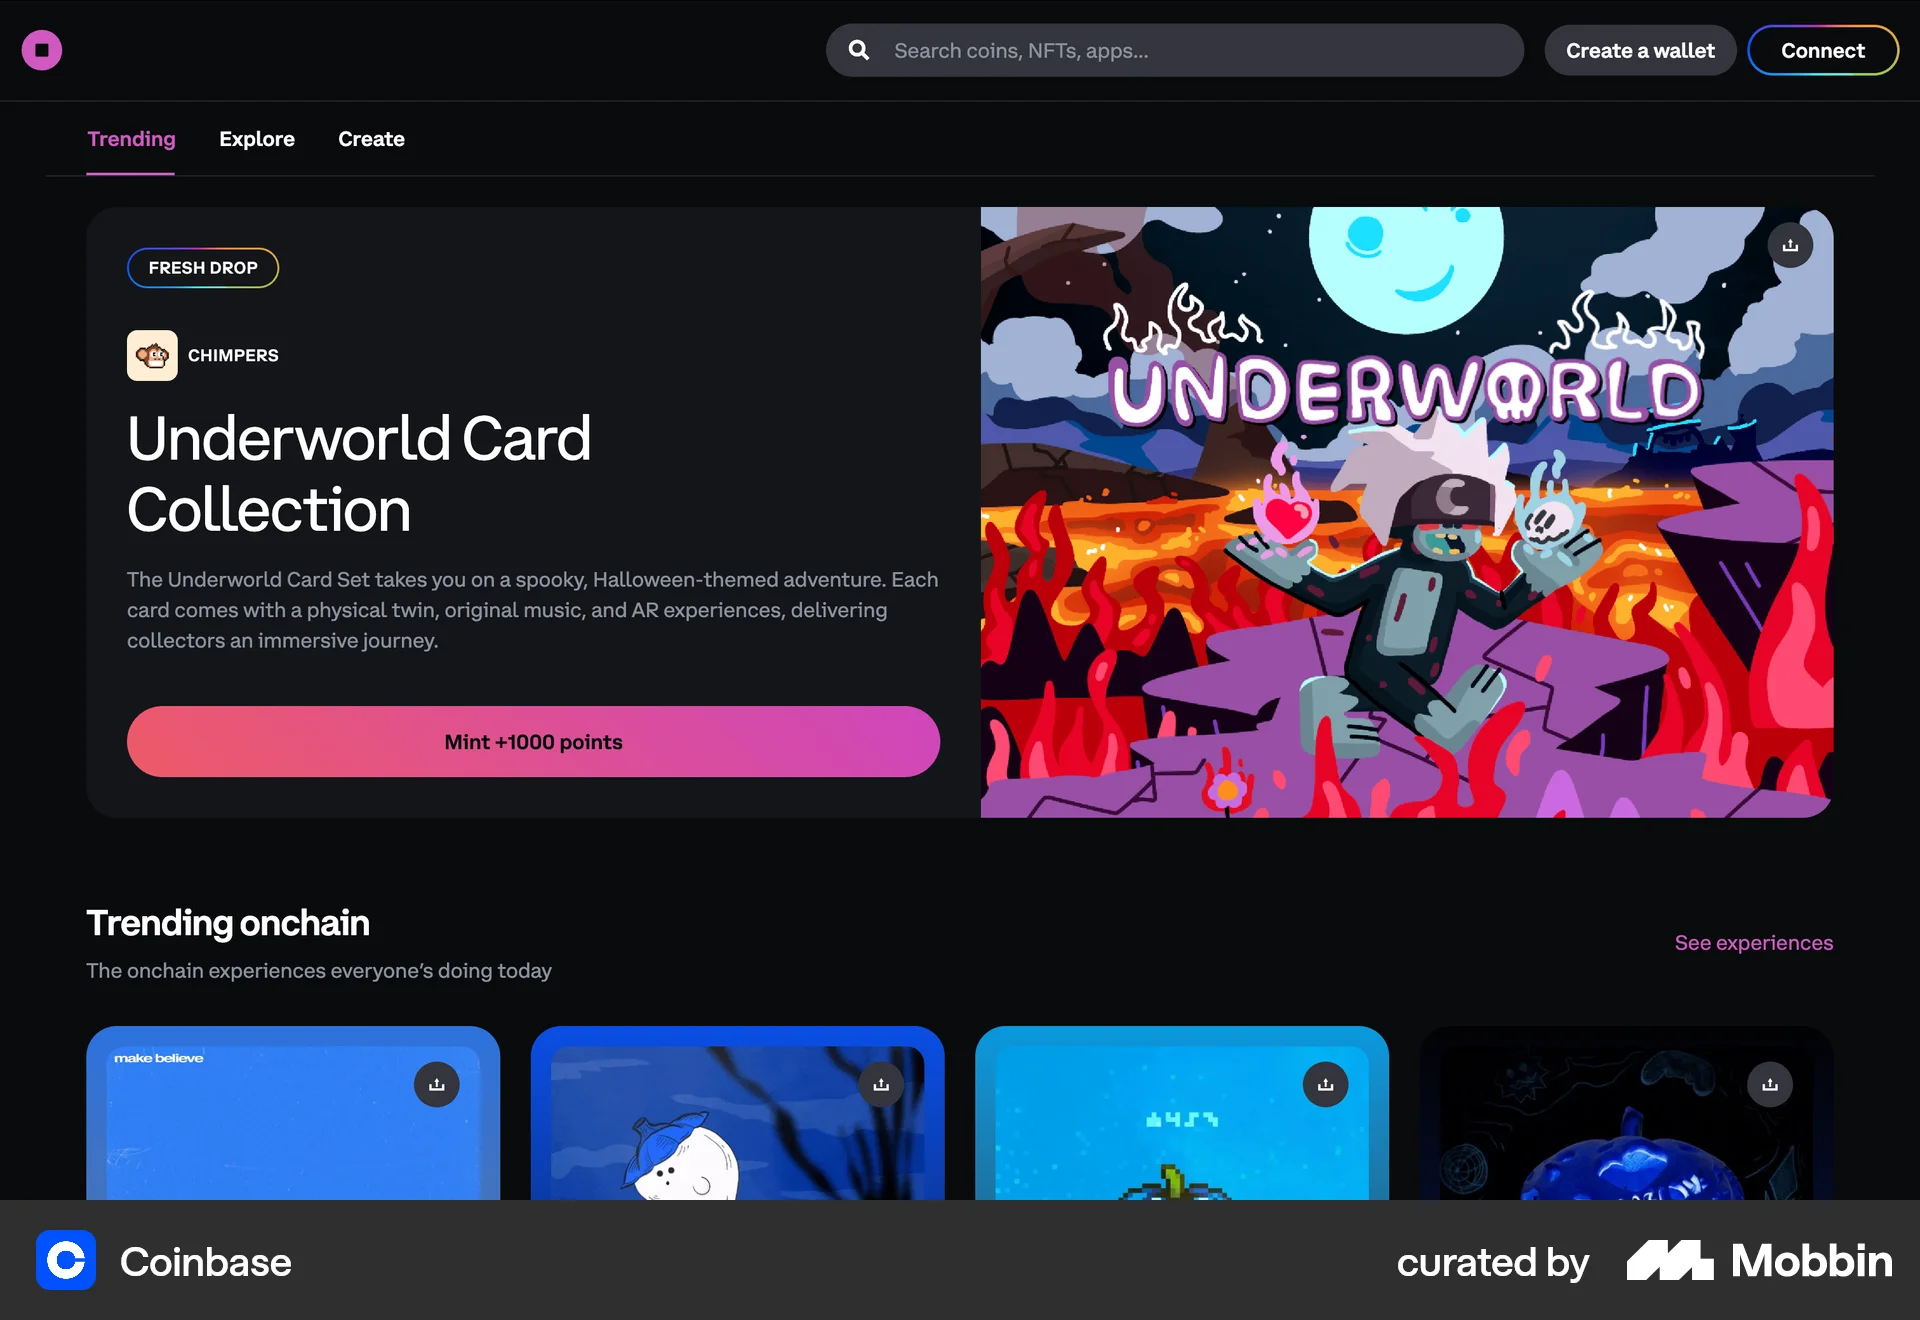 Search coins, NFTs, apps...
Create a wallet
Connect
Trending
Explore
Create
FRESH DROP
CHIMPERS
Underworld Card
Collection
The Underworld Card Set takes you on a spooky, Halloween-themed adventure. Each
card comes with a physical twin, original music, and AR experiences, delivering
collectors an immersive journey.
Mint +1000 points
UNDERWORLD
C
Trending onchain
The onchain experiences everyone’s doing today
See experiences
make believe
Coinbase
curated by
Mobbin